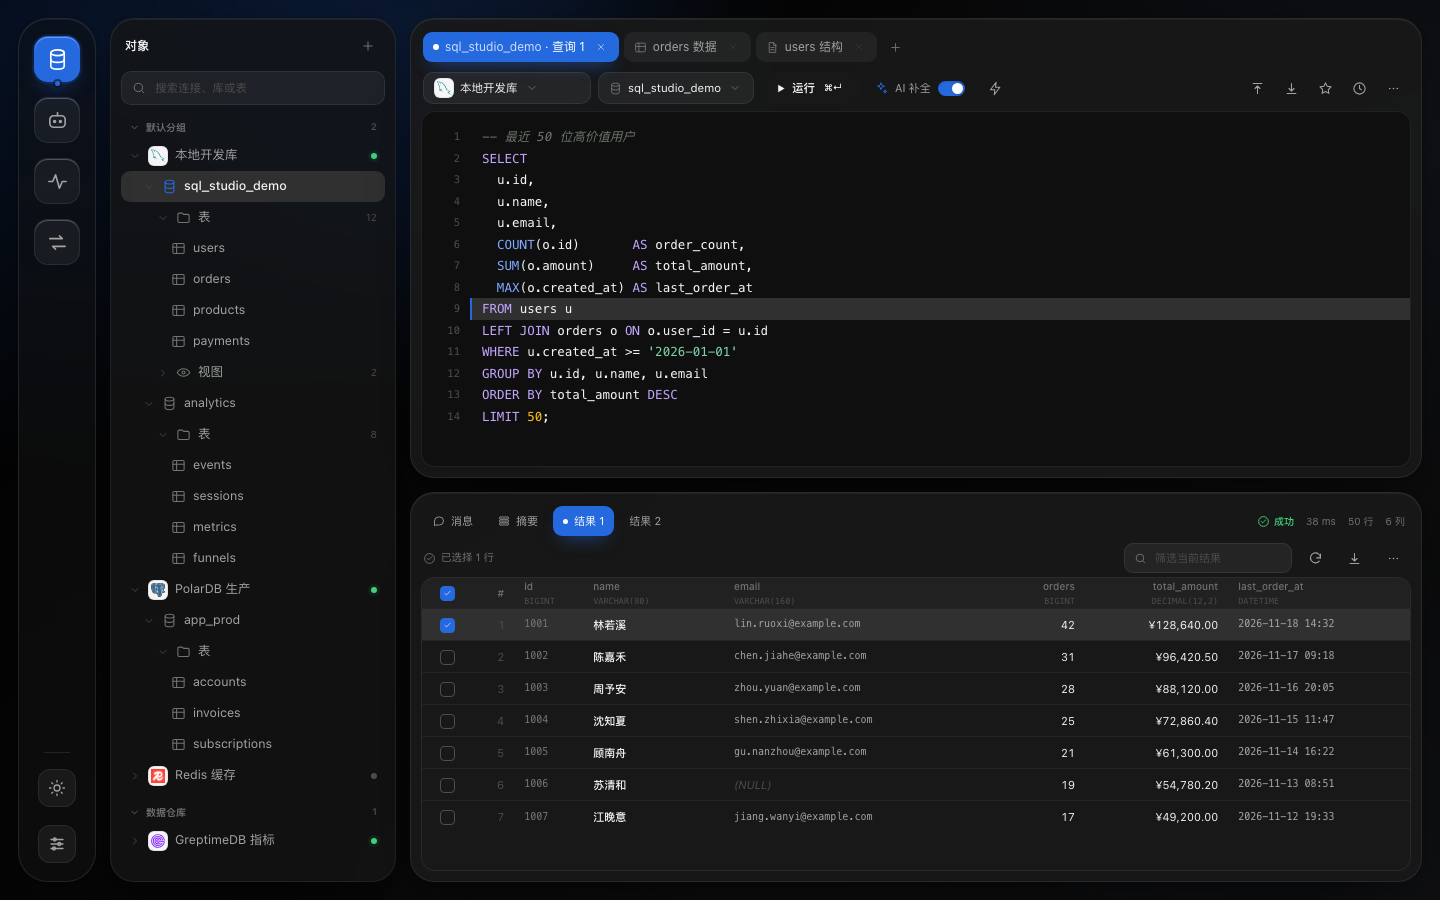 对象
搜索连接、库或表
默认分组 2
本地开发库
sql_studio_demo
表 12
users
orders
products
payments
视图 2
analytics
表 8
events
sessions
metrics
funnels
PolarDB 生产
app_prod
表
accounts
invoices
subscriptions
Redis 缓存
数据仓库 1
GreptimeDB 指标
sql_studio_demo · 查询 1 × orders 数据 × users 结构 × +
本地开发库 sql_studio_demo 运行 ⌘↵ AI 补全
1 -- 最近 50 位高价值用户
2 SELECT
3 u.id,
4 u.name,
5 u.email,
6 COUNT(o.id) AS order_count,
7 SUM(o.amount) AS total_amount,
8 MAX(o.created_at) AS last_order_at
9 FROM users u
10 LEFT JOIN orders o ON o.user_id = u.id
11 WHERE u.created_at >= '2026-01-01'
12 GROUP BY u.id, u.name, u.email
13 ORDER BY total_amount DESC
14 LIMIT 50;
消息 摘要 结果 1 结果 2 成功 38 ms 50 行 6 列
已选择 1 行 筛选当前结果
# id name email orders total_amount last_order_at
BIGINT VARCHAR(80) VARCHAR(160) BIGINT DECIMAL(12,2) DATETIME
1 1001 林若溪 lin.ruoxi@example.com 42 ¥128,640.00 2026-11-18 14:32
2 1002 陈嘉禾 chen.jiahe@example.com 31 ¥96,420.50 2026-11-17 09:18
3 1003 周予安 zhou.yuan@example.com 28 ¥88,120.00 2026-11-16 20:05
4 1004 沈知夏 shen.zhixia@example.com 25 ¥72,860.40 2026-11-15 11:47
5 1005 顾南舟 gu.nanzhou@example.com 21 ¥61,300.00 2026-11-14 16:22
6 1006 苏清和 (NULL) 19 ¥54,780.20 2026-11-13 08:51
7 1007 江晚意 jiang.wanyi@example.com 17 ¥49,200.00 2026-11-12 19:33